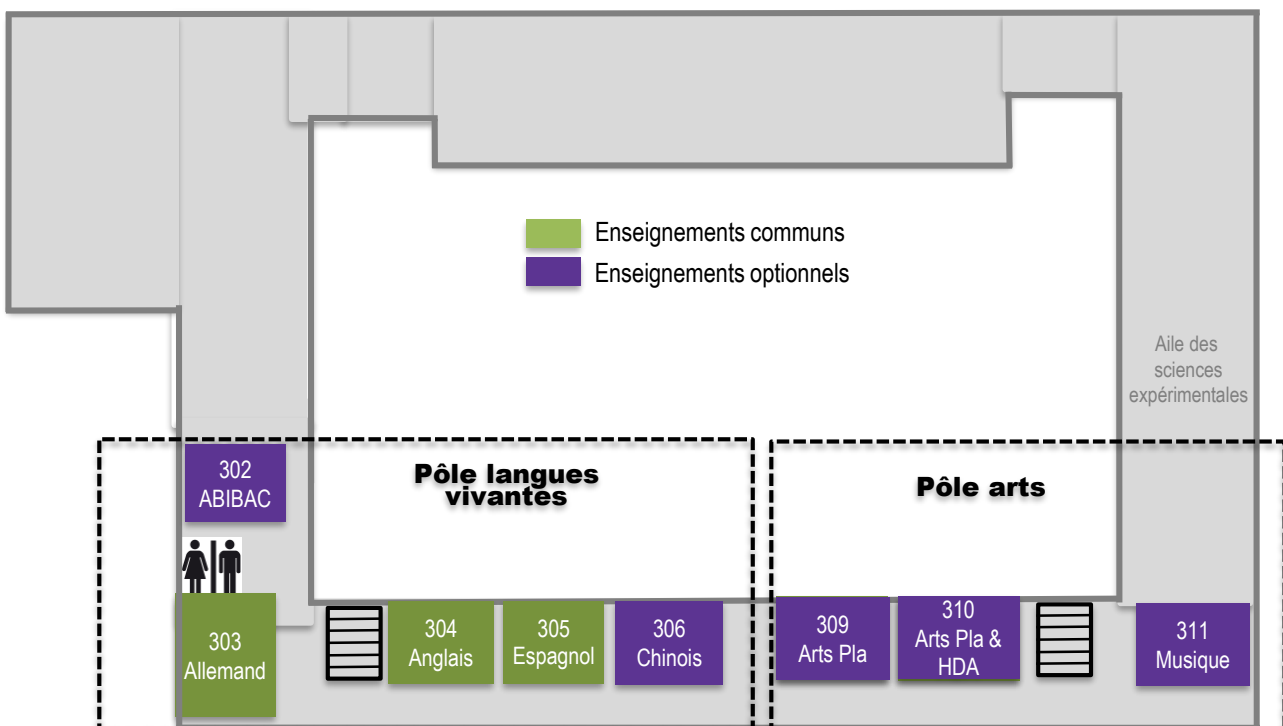 Enseignements communs
Enseignements optionnels
Aile des
sciences
expérimentales
302
ABIBAC
Pôle langues
vivantes
Pôle arts
303
Allemand
304
Anglais
305
Espagnol
306
Chinois
309
Arts Pla
310
Arts Pla &
HDA
311
Musique